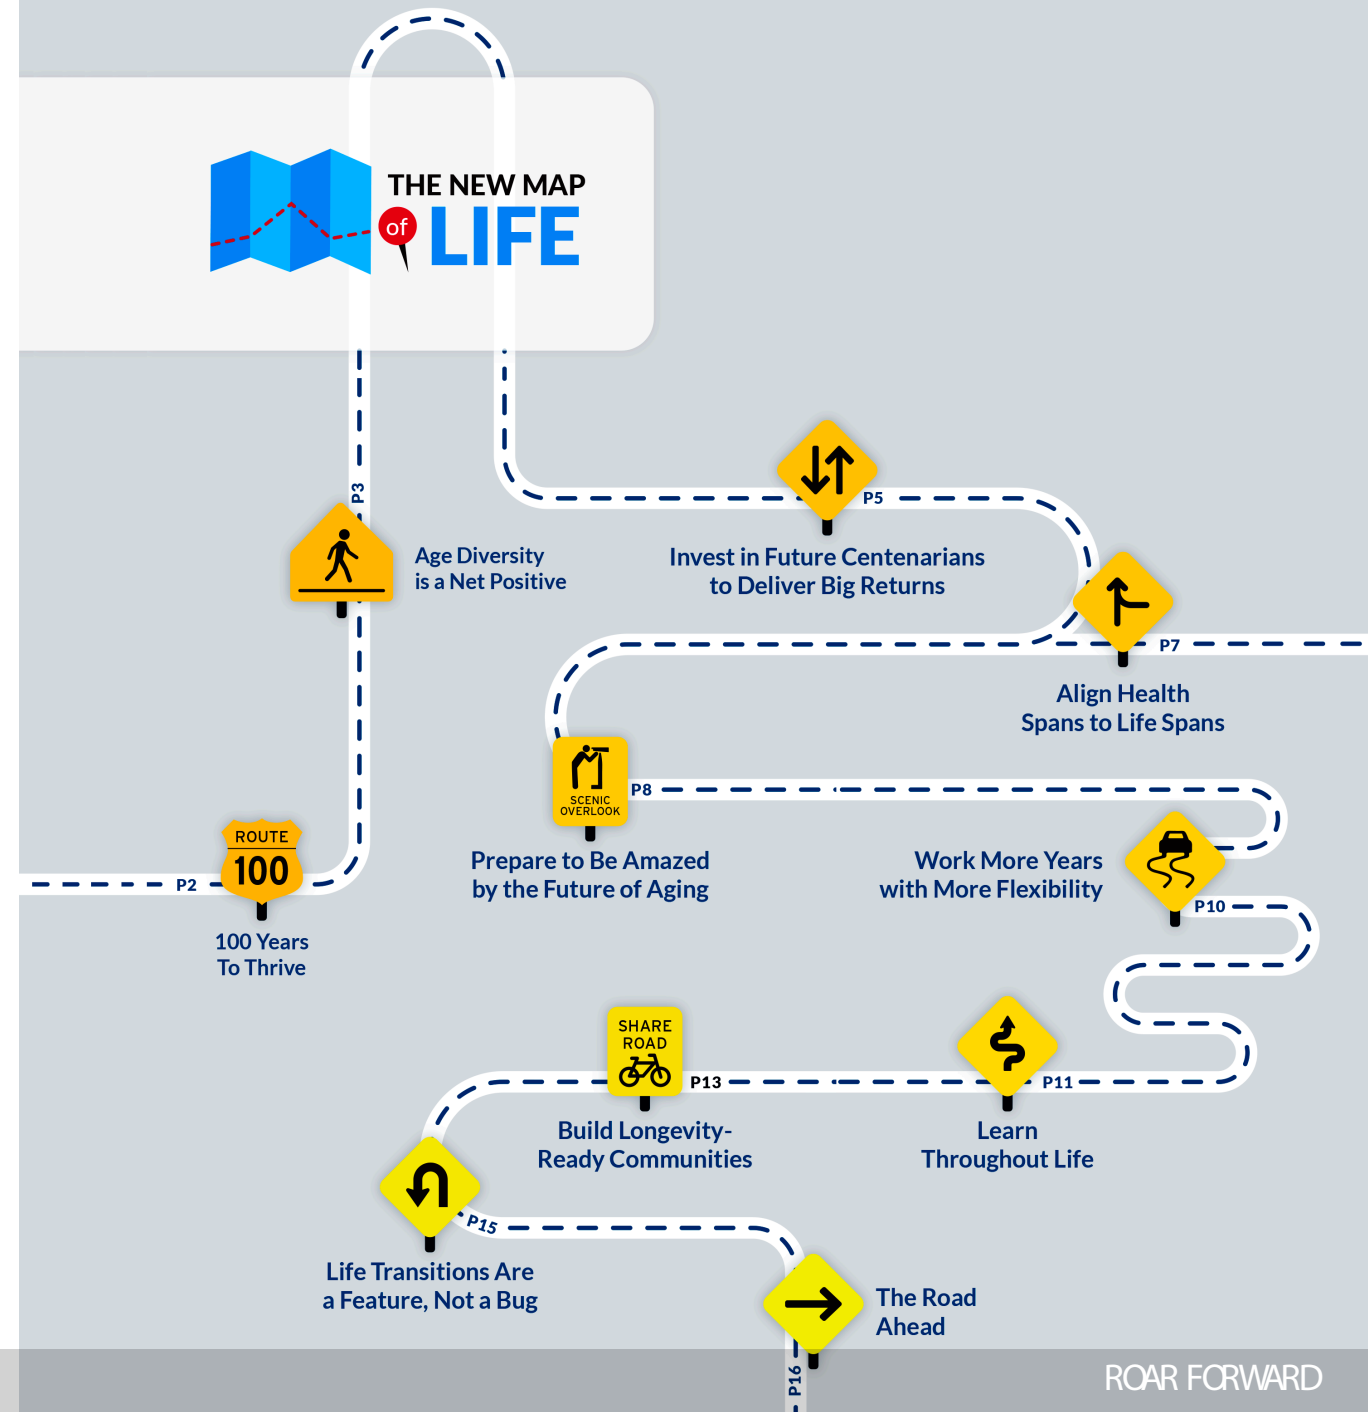 THE NEW MAP
of LIFE
P3
Age Diversity
is a Net Positive
P5
Invest in Future Centenarians
to Deliver Big Returns
P7
Align Health
Spans to Life Spans
SCENIC
OVERLOOK
P8
Prepare to Be Amazed
by the Future of Aging
Work More Years
with More Flexibility
P10
ROUTE
100
P2
100 Years
To Thrive
SHARE
ROAD
P13
Build Longevity-
Ready Communities
P11
Learn
Throughout Life
P15
Life Transitions Are
a Feature, Not a Bug
The Road
Ahead
P16
ROAR FORWARD